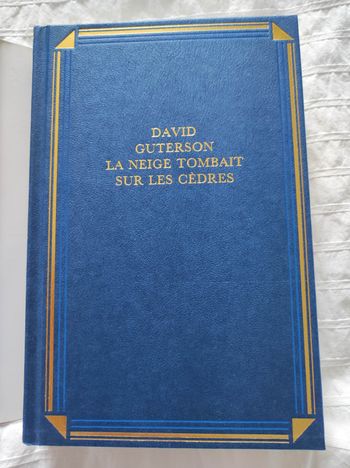 DAVID
GUTERSON
LA NEIGE TOMBAIT
SUR LES CÈDRES